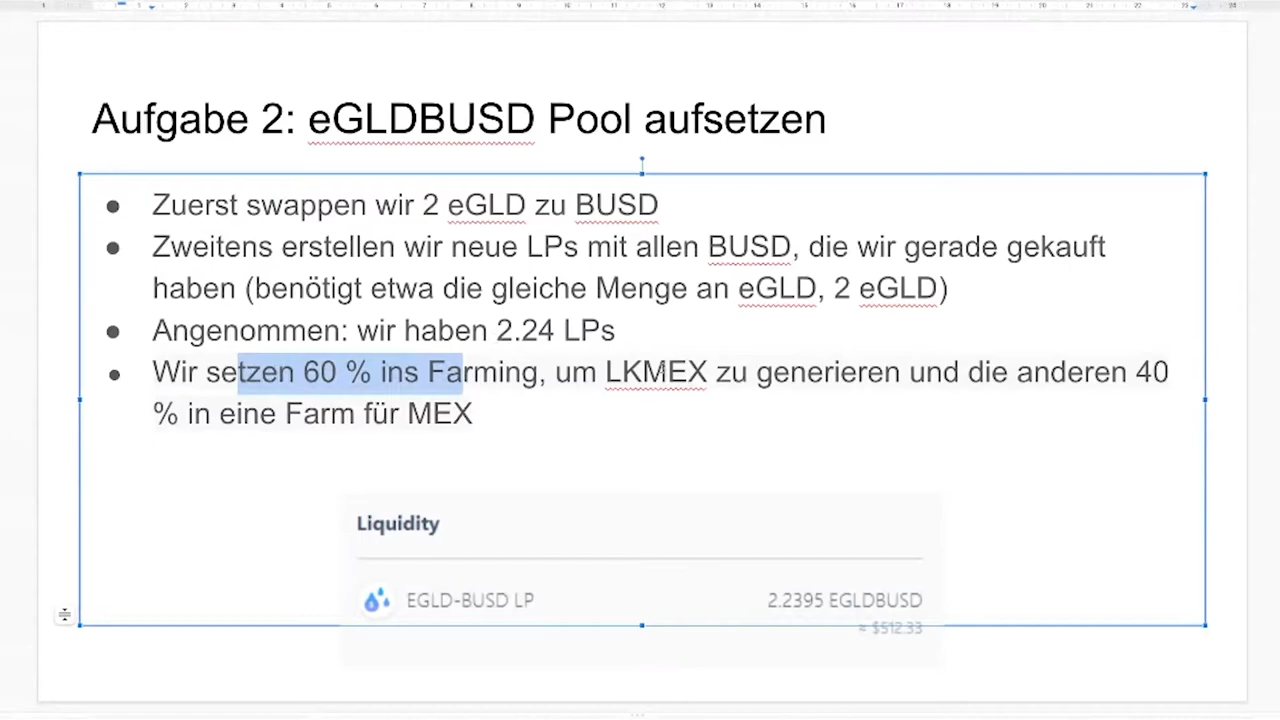 Aufgabe 2: eGLDBUSD Pool aufsetzen
● Zuerst swappen wir 2 eGLD zu BUSD
● Zweitens erstellen wir neue LPs mit allen BUSD, die wir gerade gekauft
haben (benötigt etwa die gleiche Menge an eGLD, 2 eGLD)
● Angenommen: wir haben 2.24 LPs
● Wir setzen 60 % ins Farming, um LKMEX zu generieren und die anderen 40
% in eine Farm für MEX
Liquidity
EGLD-BUSD LP 2.2395 EGLDBUSD
≈ $512.33